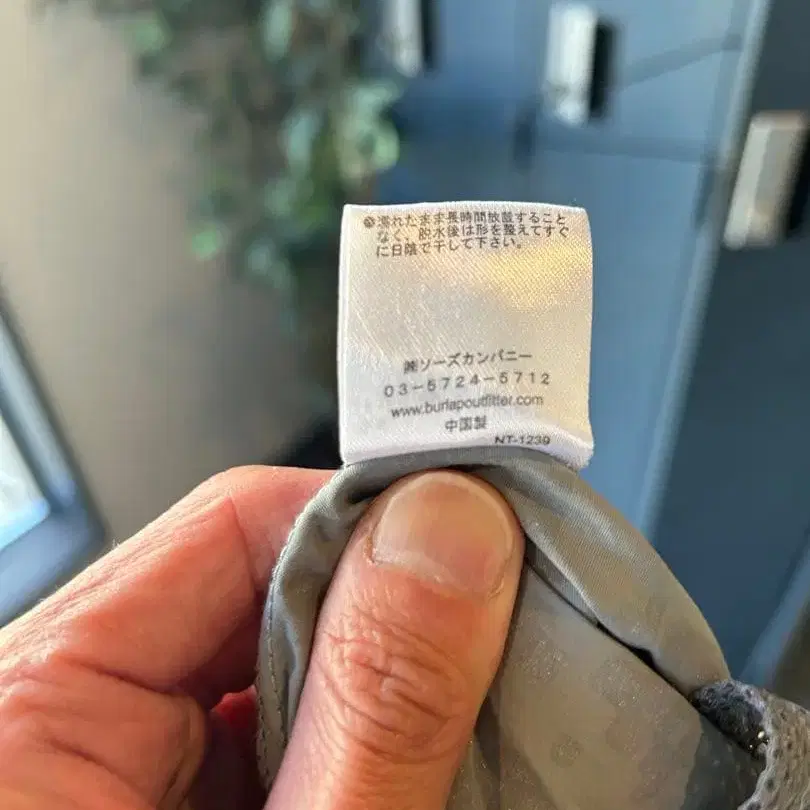 濡れたまま長時間放置すること
なく、脱水後は形を整えてすぐ
に日陰で干して下さい。
㈱ソーズカンパニー
03-5724-5712
www.burlapoutfitter.com
中国製
NT-1239